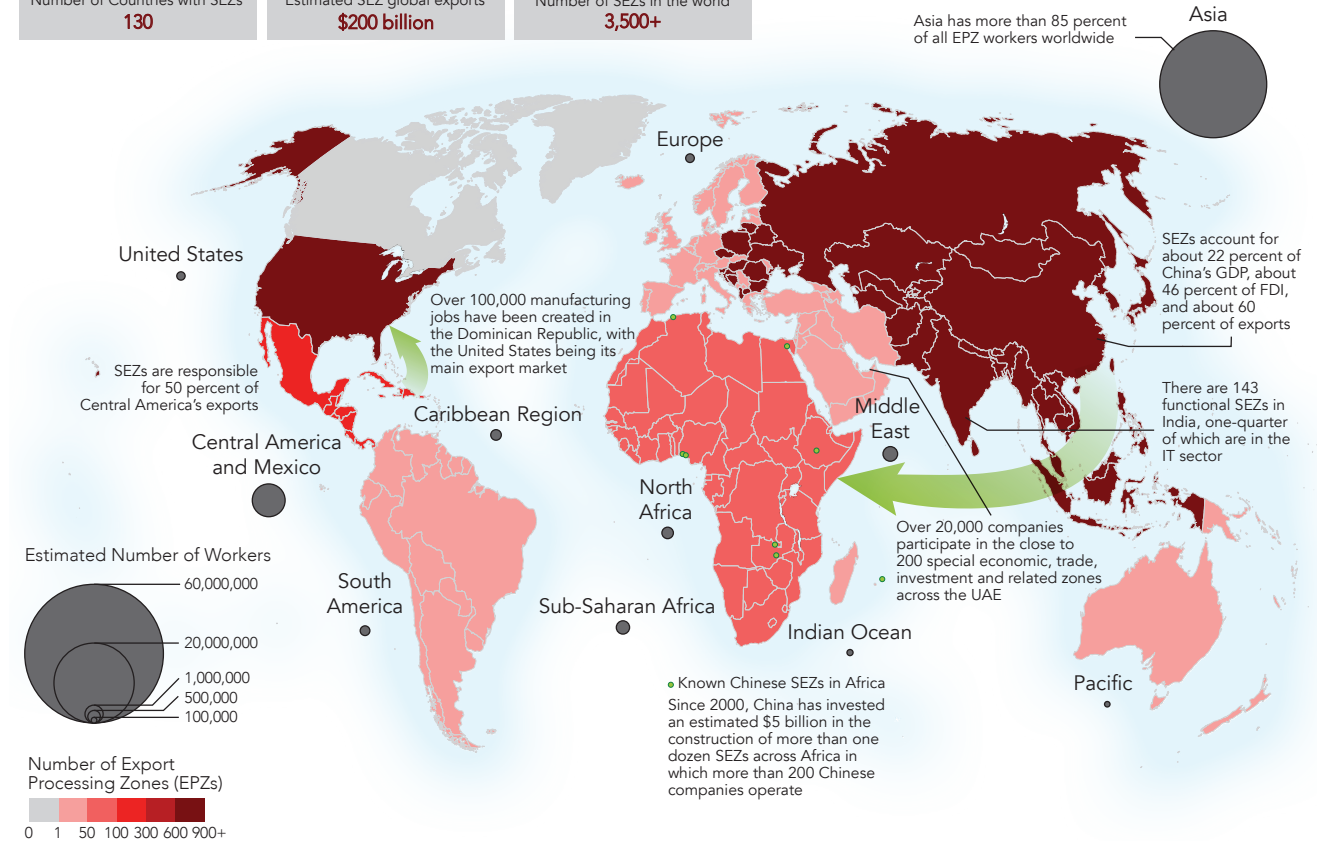 Number of Countries with SEZs
130
Estimated SEZ global exports
$200 billion
Number of SEZs in the world
3,500+
Asia has more than 85 percent
of all EPZ workers worldwide
Asia
Europe
United States
Over 100,000 manufacturing
jobs have been created in
the Dominican Republic, with
the United States being its
main export market
SEZs account for
about 22 percent of
China's GDP, about
46 percent of FDI,
and about 60
percent of exports
SEZs are responsible
for 50 percent of
Central America's exports
Caribbean Region
Central America
and Mexico
Middle
East
There are 143
functional SEZs in
India, one-quarter
of which are in the
IT sector
North
Africa
Over 20,000 companies
participate in the close to
200 special economic, trade,
investment and related zones
across the UAE
Estimated Number of Workers
60,000,000
20,000,000
1,000,000
500,000
100,000
South
America
Sub-Saharan Africa
Indian Ocean
Pacific
Known Chinese SEZs in Africa
Since 2000, China has invested
an estimated $5 billion in the
construction of more than one
dozen SEZs across Africa in
which more than 200 Chinese
companies operate
Number of Export
Processing Zones (EPZs)
0 1 50 100 300 600 900+